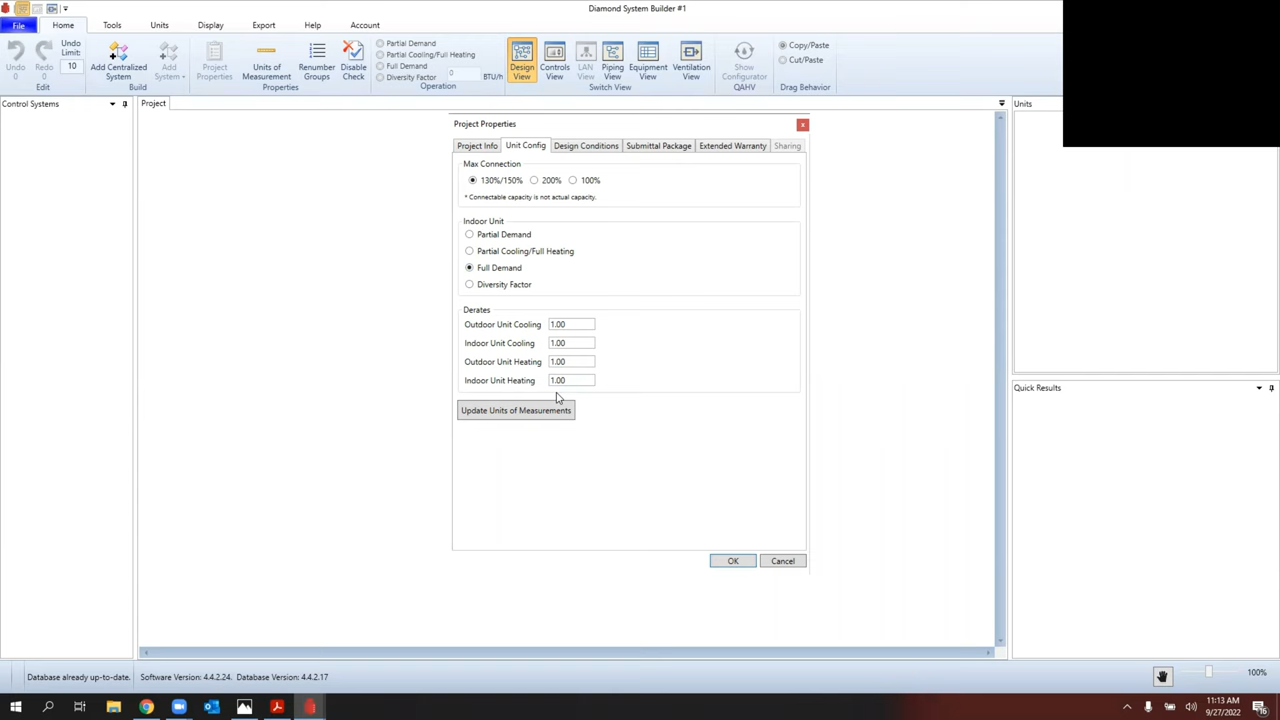 Diamond System Builder #1
File Home Tools Units Display Export Help Account
Undo
0
Redo
0
Undo
Limit:
10
Edit
Add Centralized
System
Add
System
Build
Project
Properties
Units of
Measurement
Properties
Renumber
Groups
Disable
Check
Partial Demand
Partial Cooling/Full Heating
Full Demand
Diversity Factor 0 BTU/h
Operation
Design
View
Controls
View
LAN
View
Piping
View
Equipment
View
Ventilation
View
Switch View
Show
Configurator
QAHV
Copy/Paste
Cut/Paste
Drag Behavior
Control Systems
Project
Units
Project Properties
x
Project Info Unit Config Design Conditions Submittal Package Extended Warranty Sharing
Max Connection
130%/150% 200% 100%
* Connectable capacity is not actual capacity.
Indoor Unit
Partial Demand
Partial Cooling/Full Heating
Full Demand
Diversity Factor
Derates
Outdoor Unit Cooling 1.00
Indoor Unit Cooling 1.00
Outdoor Unit Heating 1.00
Indoor Unit Heating 1.00
Update Units of Measurements
OK Cancel
Quick Results
Database already up-to-date. Software Version: 4.4.2.24. Database Version: 4.4.2.17
100%
11:13 AM
9/27/2022
16